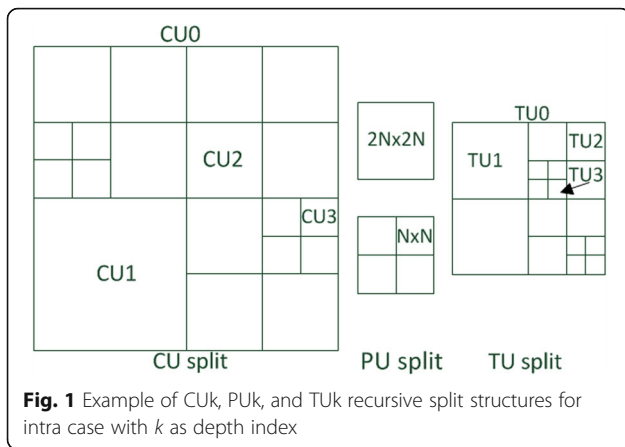 CU0
TU0
2Nx2N
TU1
TU2
CU2
TU3
CU3
NxN
CU1
CU split
PU split
TU split
Fig. 1 Example of CUk, PUk, and TUk recursive split structures for
intra case with k as depth index